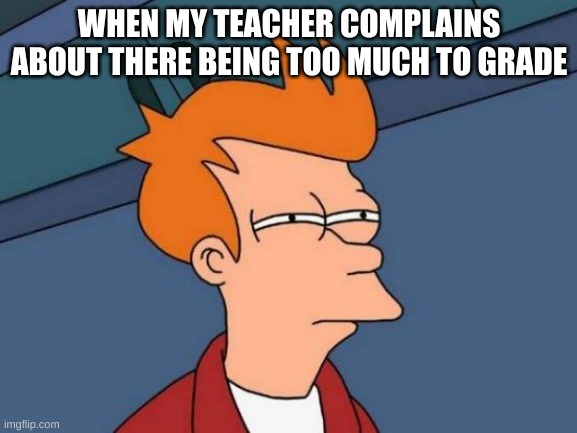 WHEN MY TEACHER COMPLAINS
ABOUT THERE BEING TOO MUCH TO GRADE
imgflip.com